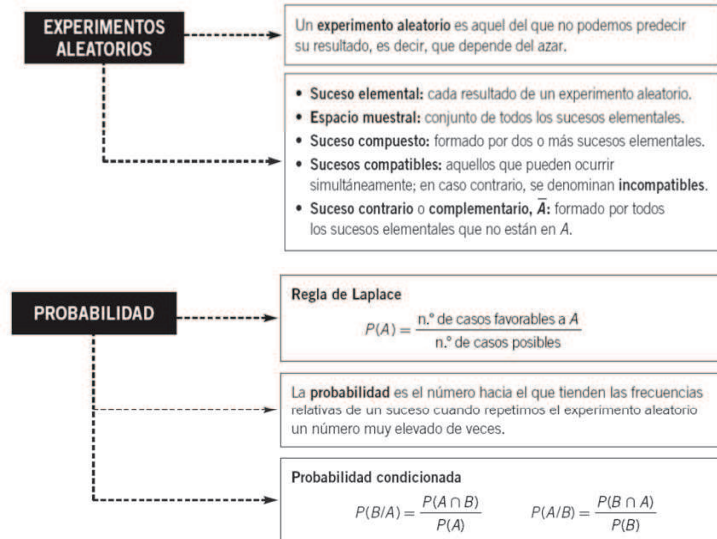 EXPERIMENTOS
ALEATORIOS
Un experimento aleatorio es aquel del que no podemos predecir
su resultado, es decir, que depende del azar.
• Suceso elemental: cada resultado de un experimento aleatorio.
• Espacio muestral: conjunto de todos los sucesos elementales.
• Suceso compuesto: formado por dos o más sucesos elementales.
• Sucesos compatibles: aquellos que pueden ocurrir
simultáneamente; en caso contrario, se denominan incompatibles.
• Suceso contrario o complementario, A̅: formado por todos
los sucesos elementales que no están en A.
PROBABILIDAD
Regla de Laplace
P(A) = n.º de casos favorables a A / n.º de casos posibles
La probabilidad es el número hacia el que tienden las frecuencias
relativas de un suceso cuando repetimos el experimento aleatorio
un número muy elevado de veces.
Probabilidad condicionada
P(B/A) = P(A ∩ B) / P(A) P(A/B) = P(B ∩ A) / P(B)